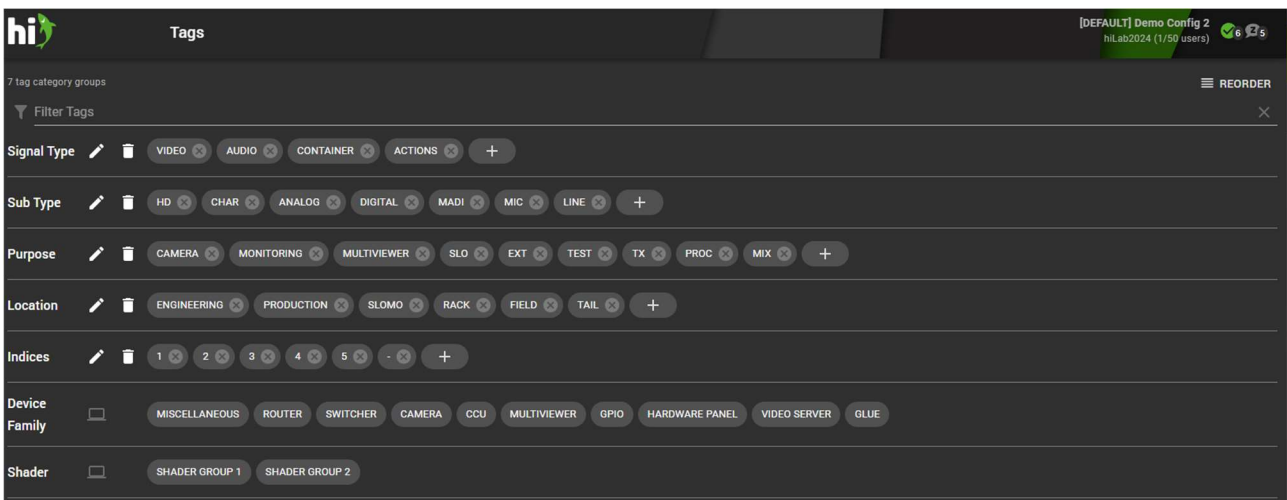 hi
Tags
[DEFAULT] Demo Config 2
hiLab2024 (1/50 users)
6 5
7 tag category groups
REORDER
Filter Tags
Signal Type VIDEO AUDIO CONTAINER ACTIONS +
Sub Type HD CHAR ANALOG DIGITAL MADI MIC LINE +
Purpose CAMERA MONITORING MULTIVIEWER SLO EXT TEST TX PROC MIX +
Location ENGINEERING PRODUCTION SLOMO RACK FIELD TAIL +
Indices 1 2 3 4 5 - +
Device
Family
MISCELLANEOUS ROUTER SWITCHER CAMERA CCU MULTIVIEWER GPIO HARDWARE PANEL VIDEO SERVER GLUE
Shader SHADER GROUP 1 SHADER GROUP 2